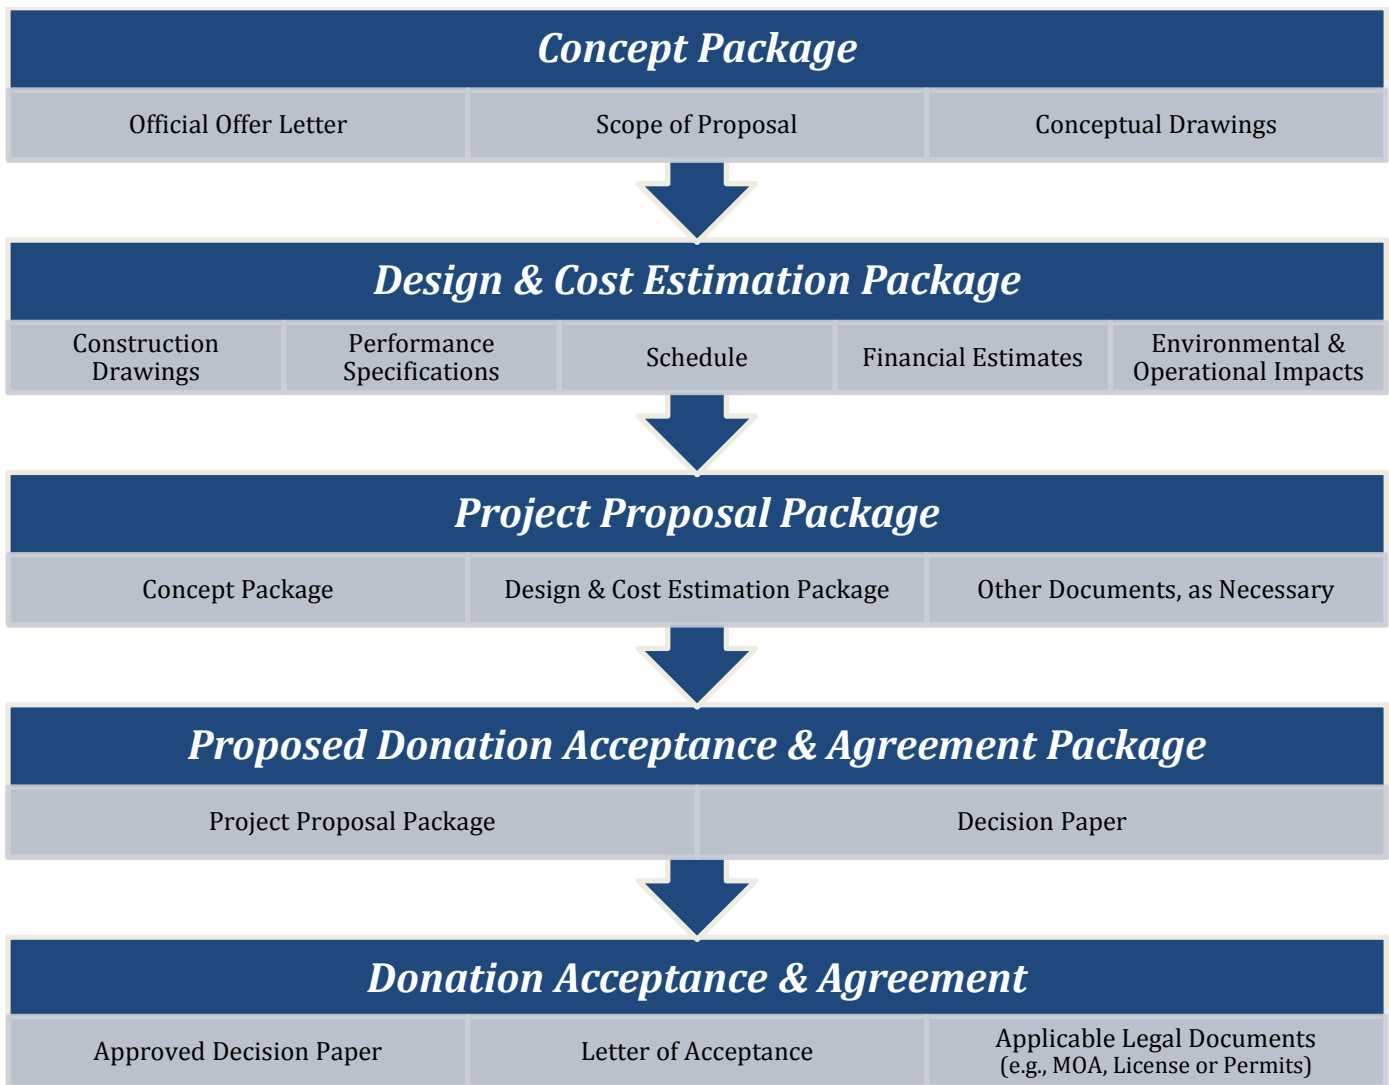 Concept Package
Official Offer Letter
Scope of Proposal
Conceptual Drawings
Design & Cost Estimation Package
Construction
Drawings
Performance
Specifications
Schedule
Financial Estimates
Environmental &
Operational Impacts
Project Proposal Package
Concept Package
Design & Cost Estimation Package
Other Documents, as Necessary
Proposed Donation Acceptance & Agreement Package
Project Proposal Package
Decision Paper
Donation Acceptance & Agreement
Approved Decision Paper
Letter of Acceptance
Applicable Legal Documents
(e.g., MOA, License or Permits)